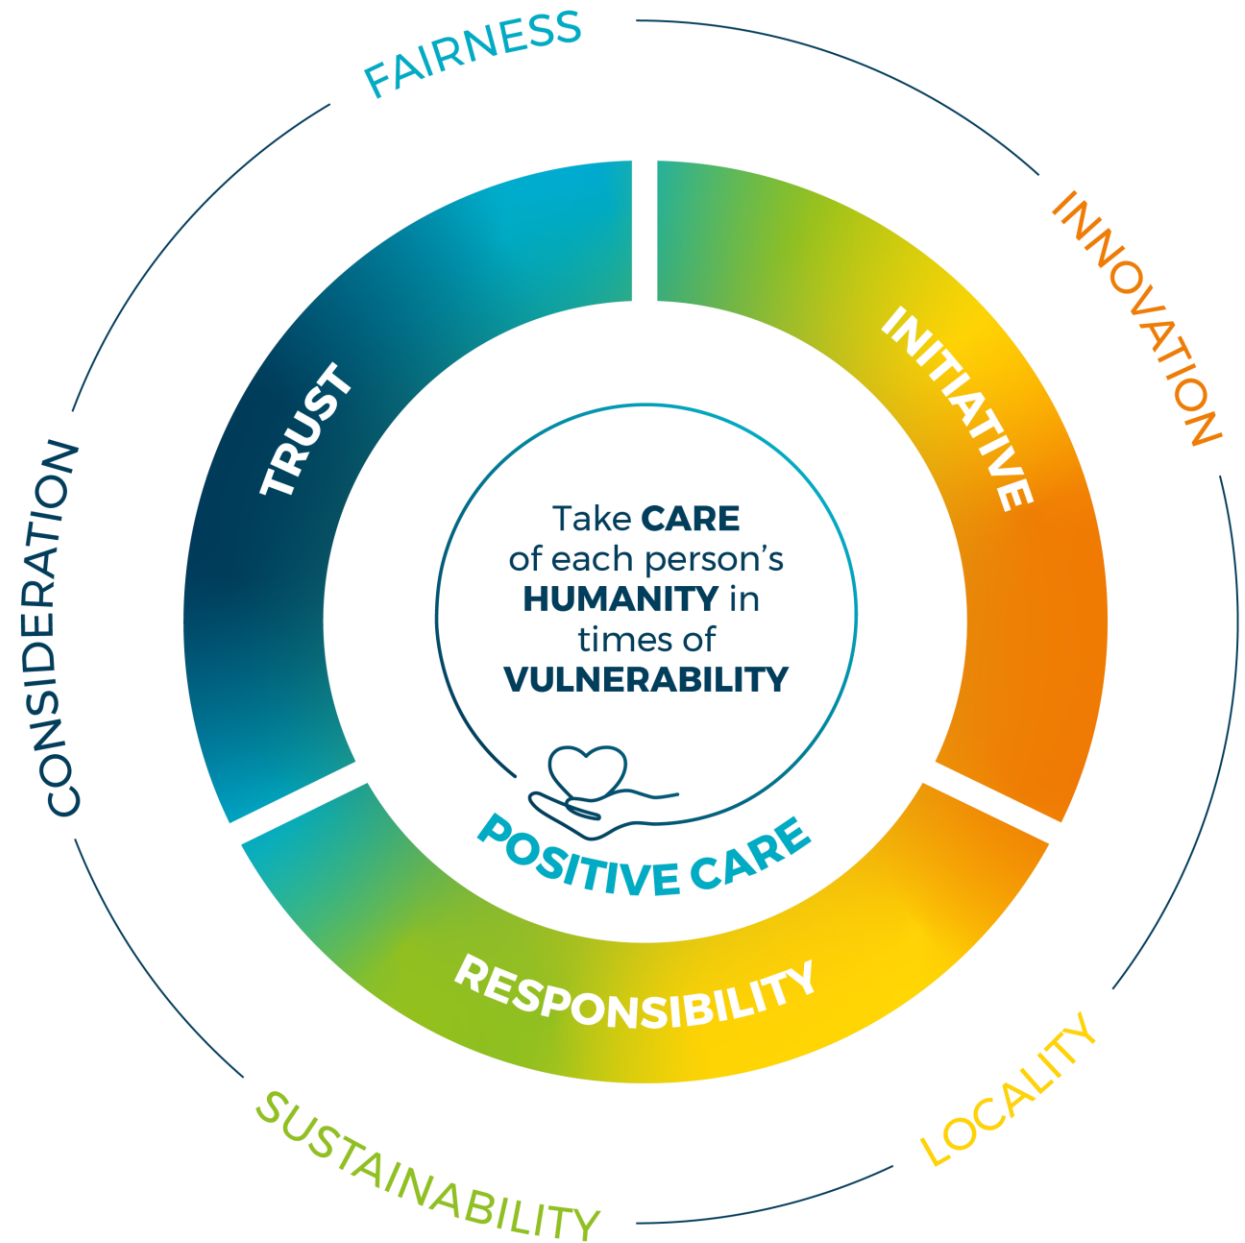 FAIRNESS
INNOVATION
INITIATIVE
TRUST
Take CARE
of each person’s
HUMANITY in
times of
VULNERABILITY
POSITIVE CARE
CONSIDERATION
RESPONSIBILITY
LOCALITY
SUSTAINABILITY